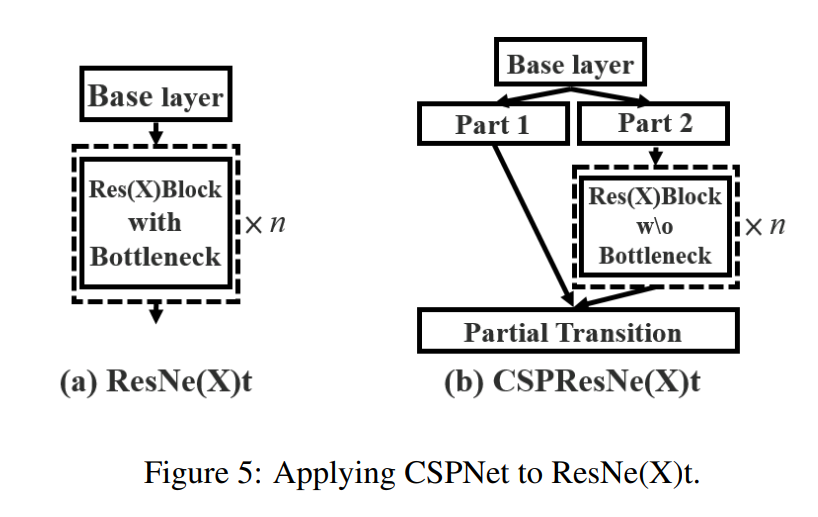 Base layer
Res(X)Block
with
Bottleneck
× n
(a) ResNe(X)t
Base layer
Part 1
Part 2
Res(X)Block
w\o
Bottleneck
× n
Partial Transition
(b) CSPResNe(X)t
Figure 5: Applying CSPNet to ResNe(X)t.